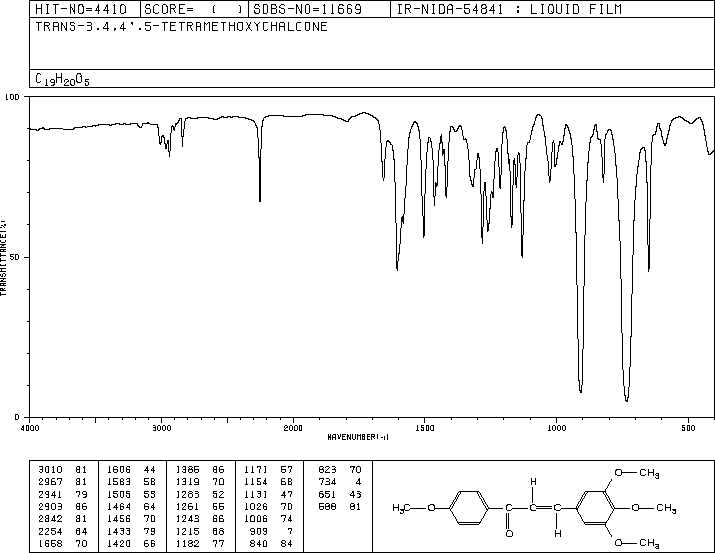 HIT-NO=4410 SCORE= ( ) SDBS-NO=11669 IR-NIDA-54841 : LIQUID FILM
TRANS-3,4,4',5-TETRAMETHOXYCHALCONE
C19H20O5
100
50
0
TRANSMITTANCE(%)
4000 3000 2000 1500 1000 500
WAVENUMBER(-1)
3010 81 1606 44 1386 86 1171 57 823 70
2967 81 1583 58 1319 70 1154 68 734 4
2941 79 1505 55 1283 52 1131 47 651 43
2903 86 1464 64 1261 55 1026 70 588 81
2842 81 1456 70 1243 66 1006 74
2254 64 1433 79 1215 68 909 7
1658 70 1420 66 1182 77 840 84
O—CH3
H
H3C—O
O—CH3
O
H
O—CH3